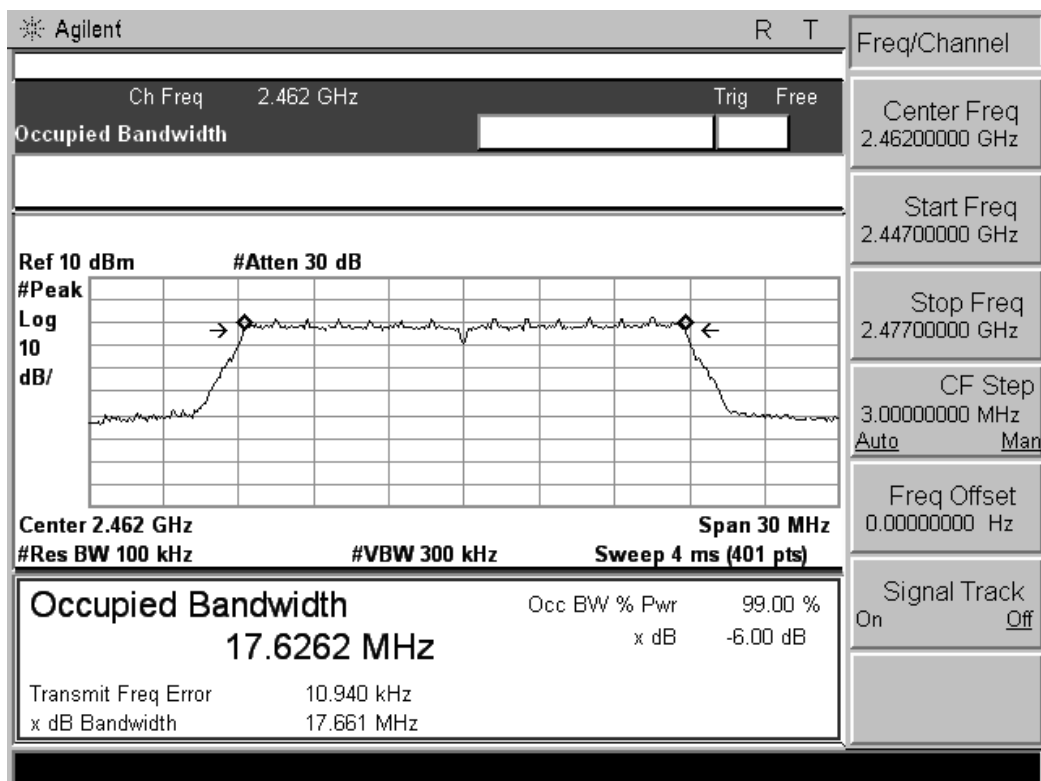 Agilent R T
Freq/Channel
Ch Freq 2.462 GHz Trig Free
Occupied Bandwidth
Center Freq
2.46200000 GHz
Start Freq
2.44700000 GHz
Stop Freq
2.47700000 GHz
CF Step
3.00000000 MHz
Auto Man
Freq Offset
0.00000000 Hz
Signal Track
On Off
Ref 10 dBm #Atten 30 dB
#Peak
Log
10
dB/
Center 2.462 GHz Span 30 MHz
#Res BW 100 kHz #VBW 300 kHz Sweep 4 ms (401 pts)
Occupied Bandwidth Occ BW % Pwr 99.00 %
17.6262 MHz x dB -6.00 dB
Transmit Freq Error 10.940 kHz
x dB Bandwidth 17.661 MHz